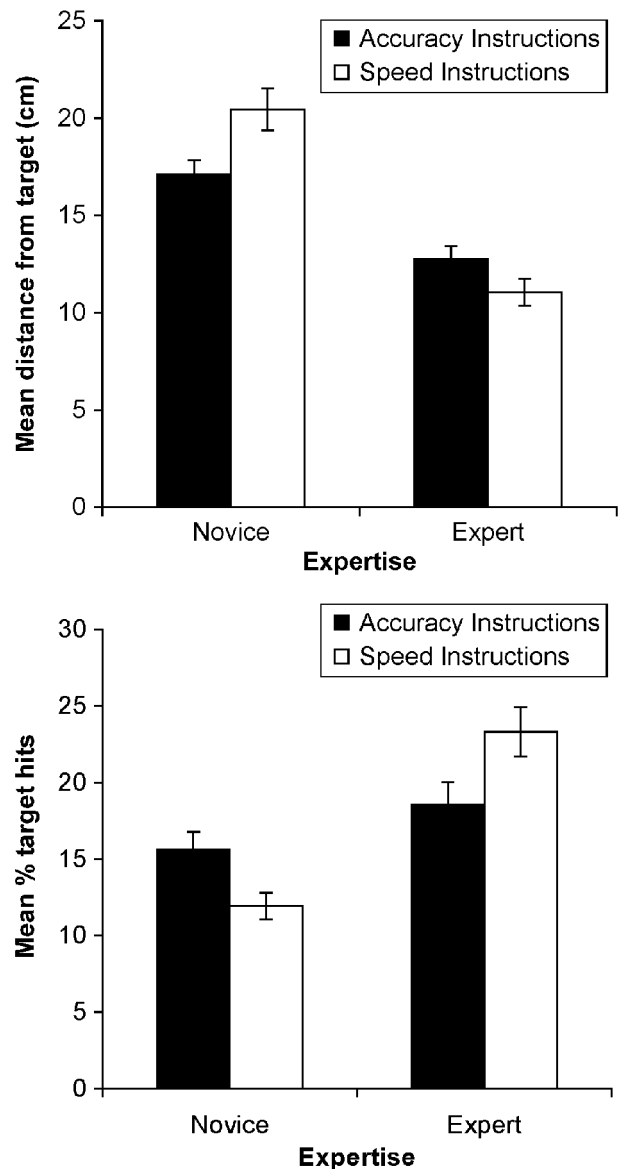 25
20
15
10
5
0
Mean distance from target (cm)
Accuracy Instructions
Speed Instructions
Novice
Expert
Expertise
30
25
20
15
10
5
0
Mean % target hits
Accuracy Instructions
Speed Instructions
Novice
Expert
Expertise